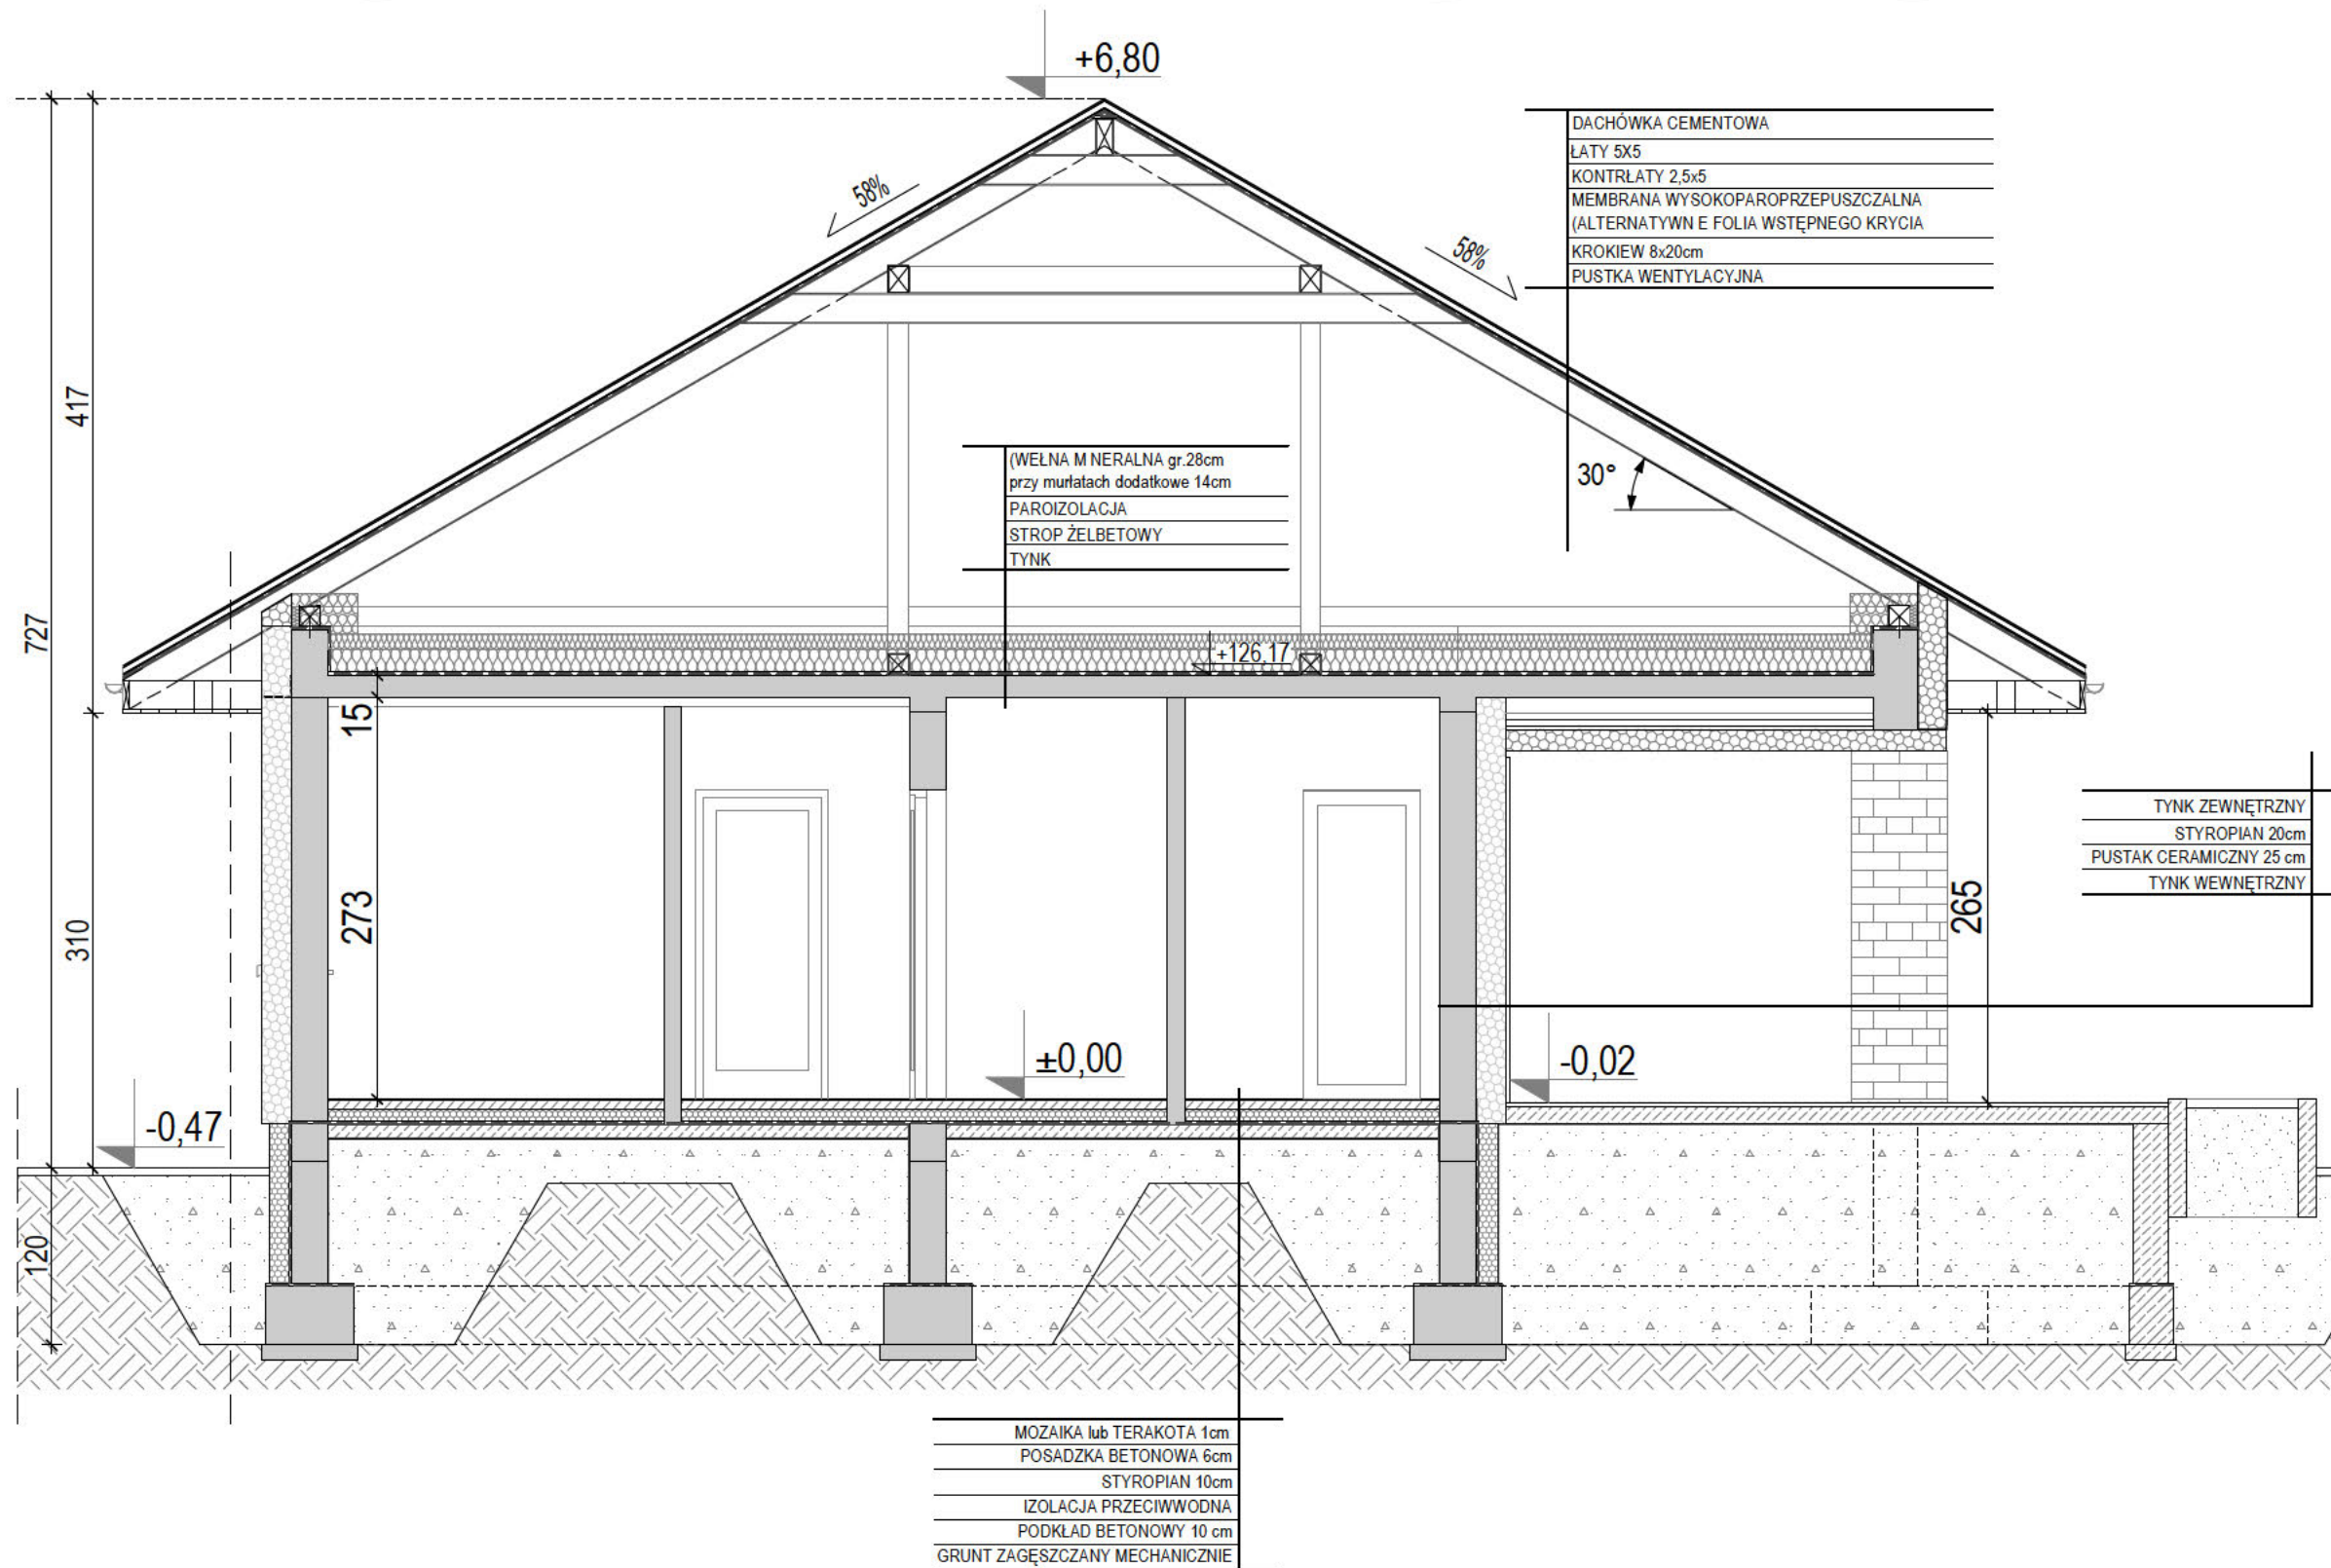 +6,80
DACHÓWKA CEMENTOWA
ŁATY 5X5
KONTRŁATY 2,5x5
MEMBRANA WYSOKOPAROPRZEPUSZCZALNA
(ALTERNATYWN E FOLIA WSTĘPNEGO KRYCIA
KROKIEW 8x20cm
PUSTKA WENTYLACYJNA
58%
58%
417
727
(WEŁNA M NERALNA gr.28cm
przy murłatach dodatkowe 14cm
PAROIZOLACJA
STROP ŻELBETOWY
TYNK
30°
+126,17
15
273
310
265
TYNK ZEWNĘTRZNY
STYROPIAN 20cm
PUSTAK CERAMICZNY 25 cm
TYNK WEWNĘTRZNY
±0,00
-0,02
-0,47
120
MOZAIKA lub TERAKOTA 1cm
POSADZKA BETONOWA 6cm
STYROPIAN 10cm
IZOLACJA PRZECIWWODNA
PODKŁAD BETONOWY 10 cm
GRUNT ZAGĘSZCZANY MECHANICZNIE